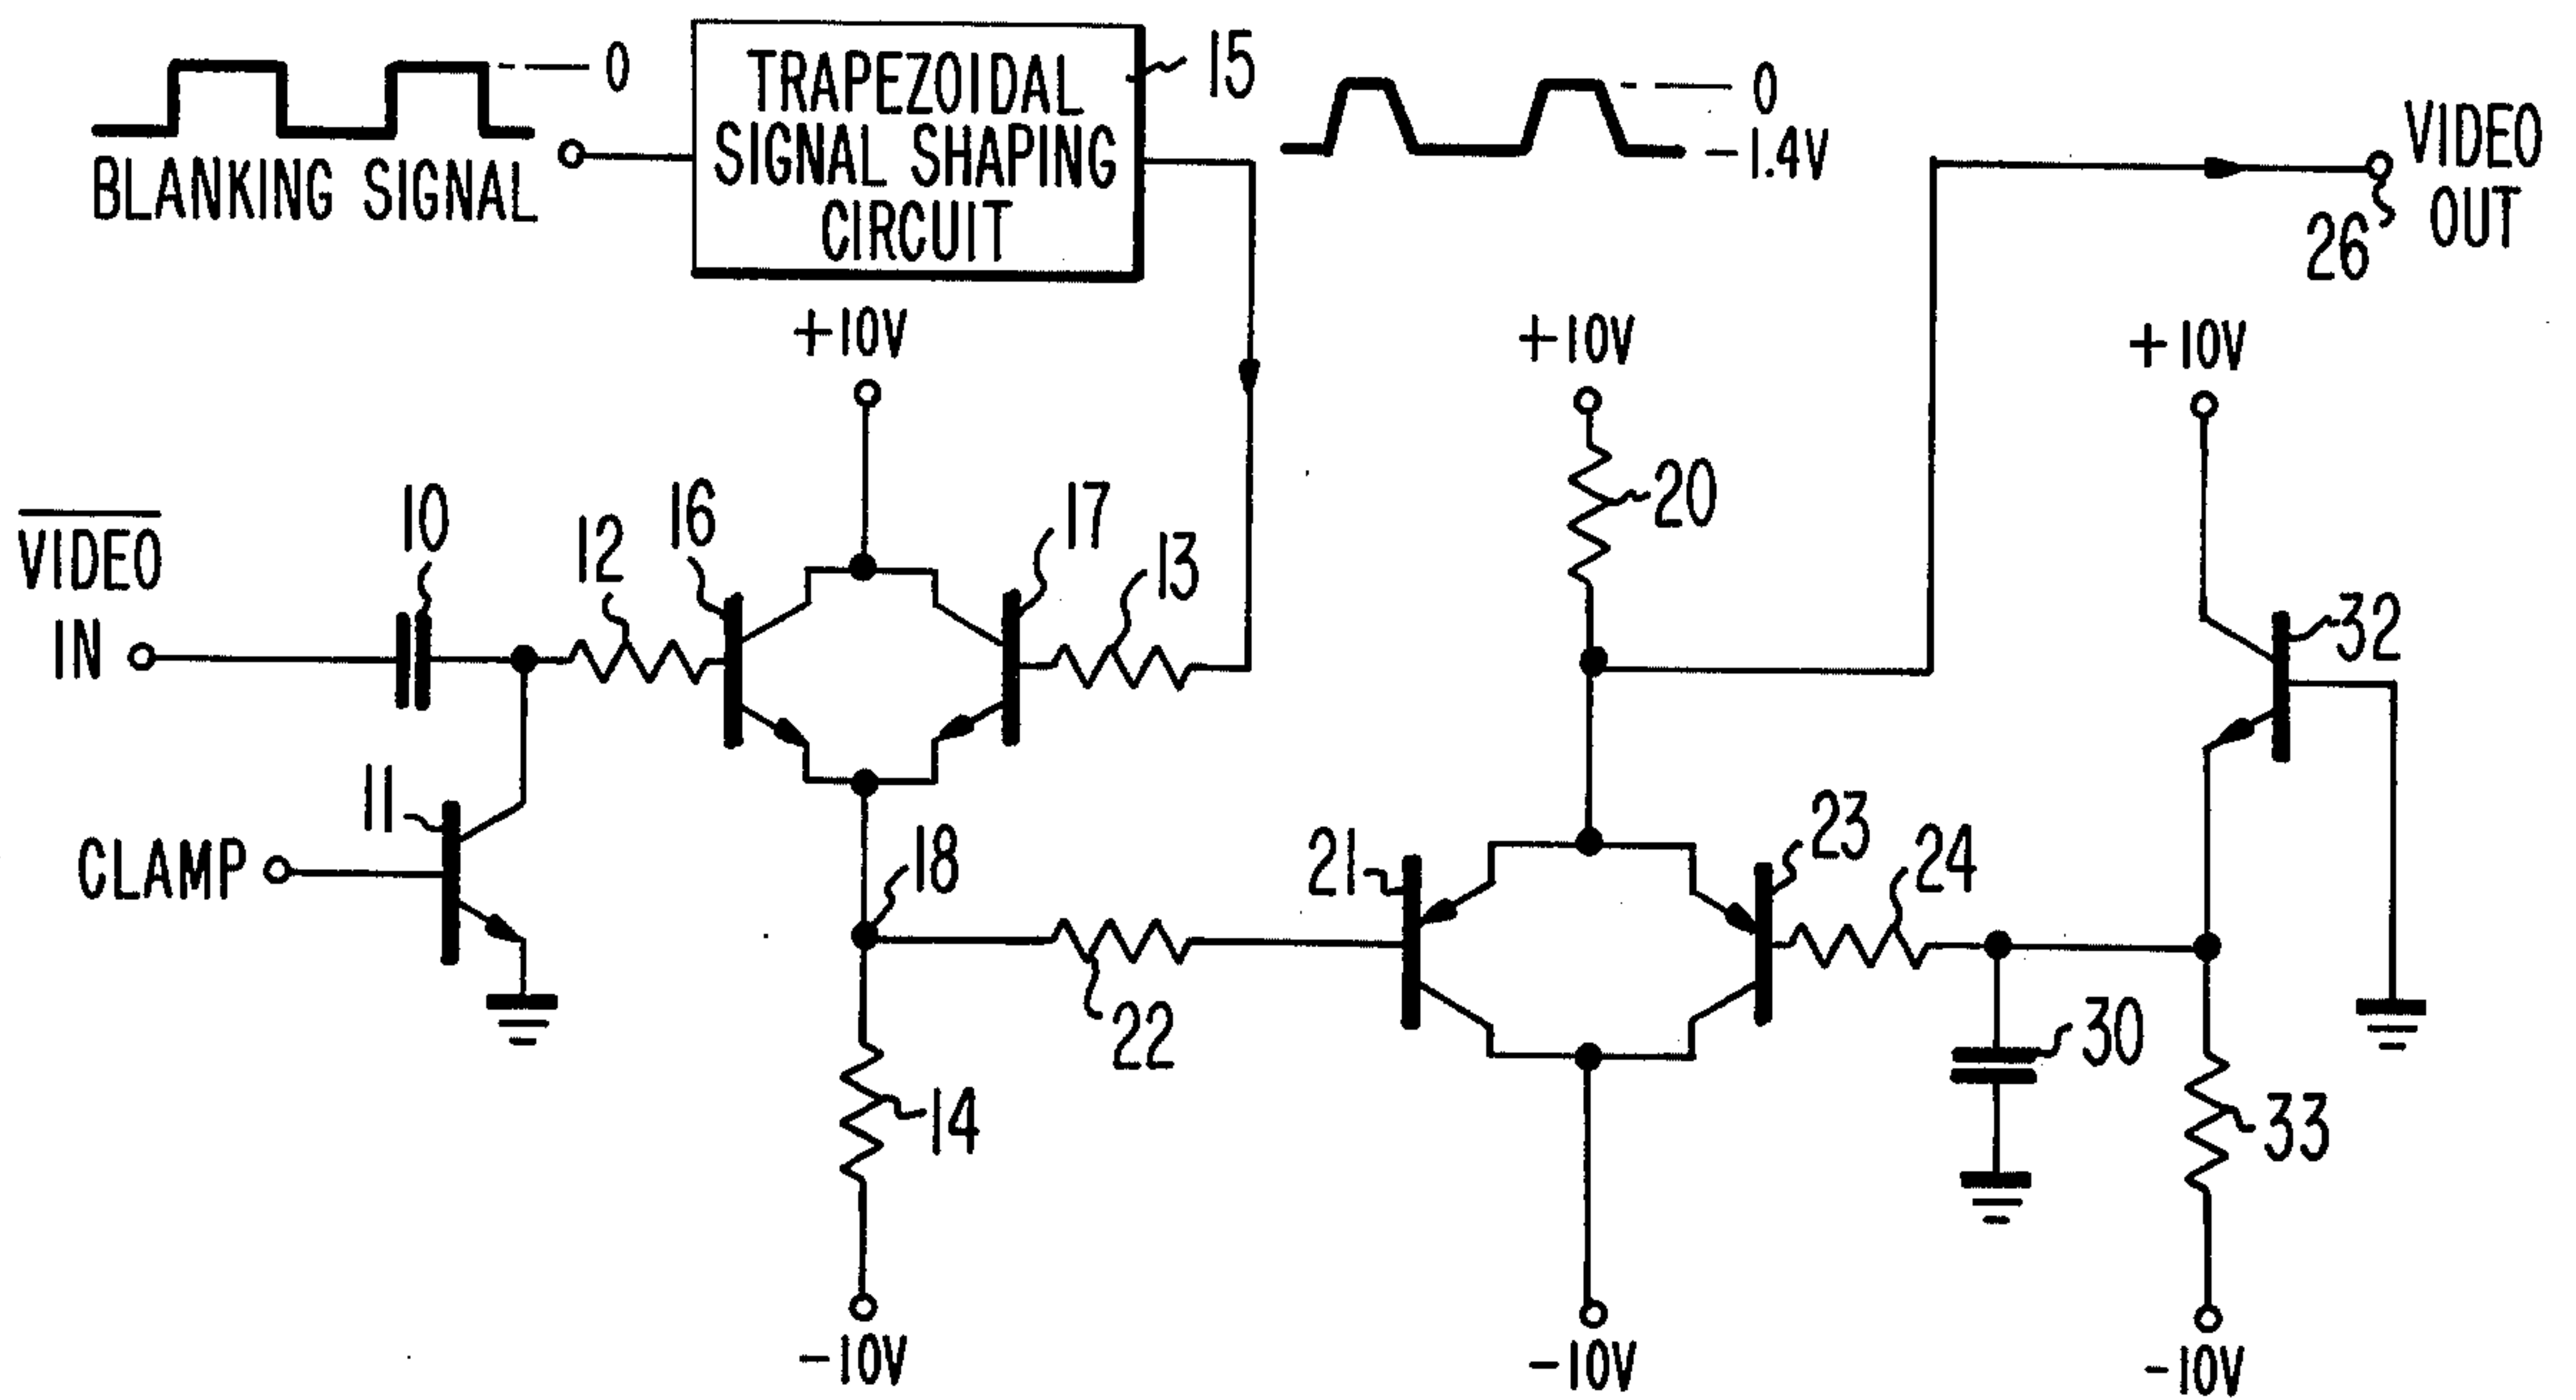 0
BLANKING SIGNAL
TRAPEZOIDAL
SIGNAL SHAPING
CIRCUIT
15
0
-1.4V
VIDEO
OUT
26
+10V
+10V
+10V
VIDEO
IN
10
12
16
17
13
20
32
11
CLAMP
18
21
23
24
22
14
30
33
-10V
-10V
-10V